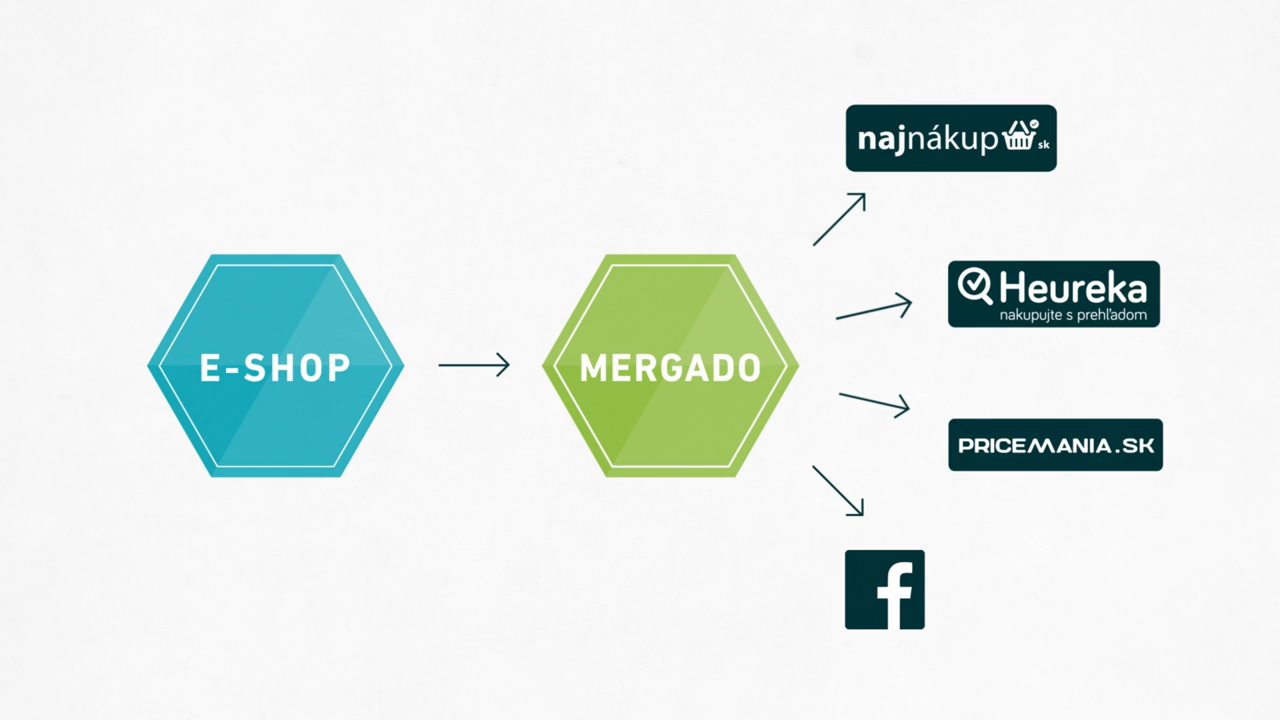 najnákup sk
Heureka
nakupujte s prehľadom
E-SHOP
MERGADO
PRICEMANIA.SK